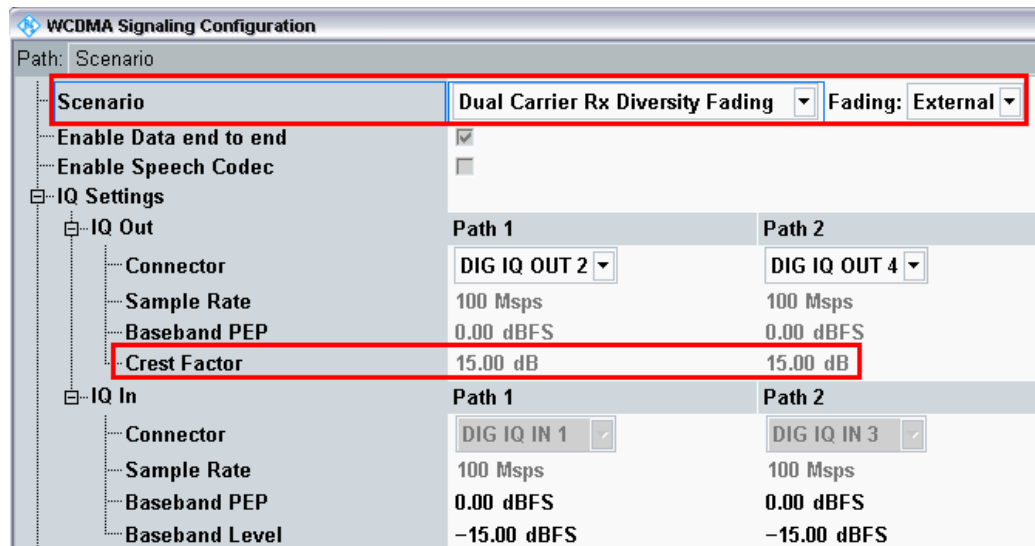 WCDMA Signaling Configuration
Path: Scenario
Scenario Dual Carrier Rx Diversity Fading Fading: External
Enable Data end to end
Enable Speech Codec
IQ Settings
IQ Out Path 1 Path 2
Connector DIG IQ OUT 2 DIG IQ OUT 4
Sample Rate 100 Msps 100 Msps
Baseband PEP 0.00 dBFS 0.00 dBFS
Crest Factor 15.00 dB 15.00 dB
IQ In Path 1 Path 2
Connector DIG IQ IN 1 DIG IQ IN 3
Sample Rate 100 Msps 100 Msps
Baseband PEP 0.00 dBFS 0.00 dBFS
Baseband Level −15.00 dBFS −15.00 dBFS